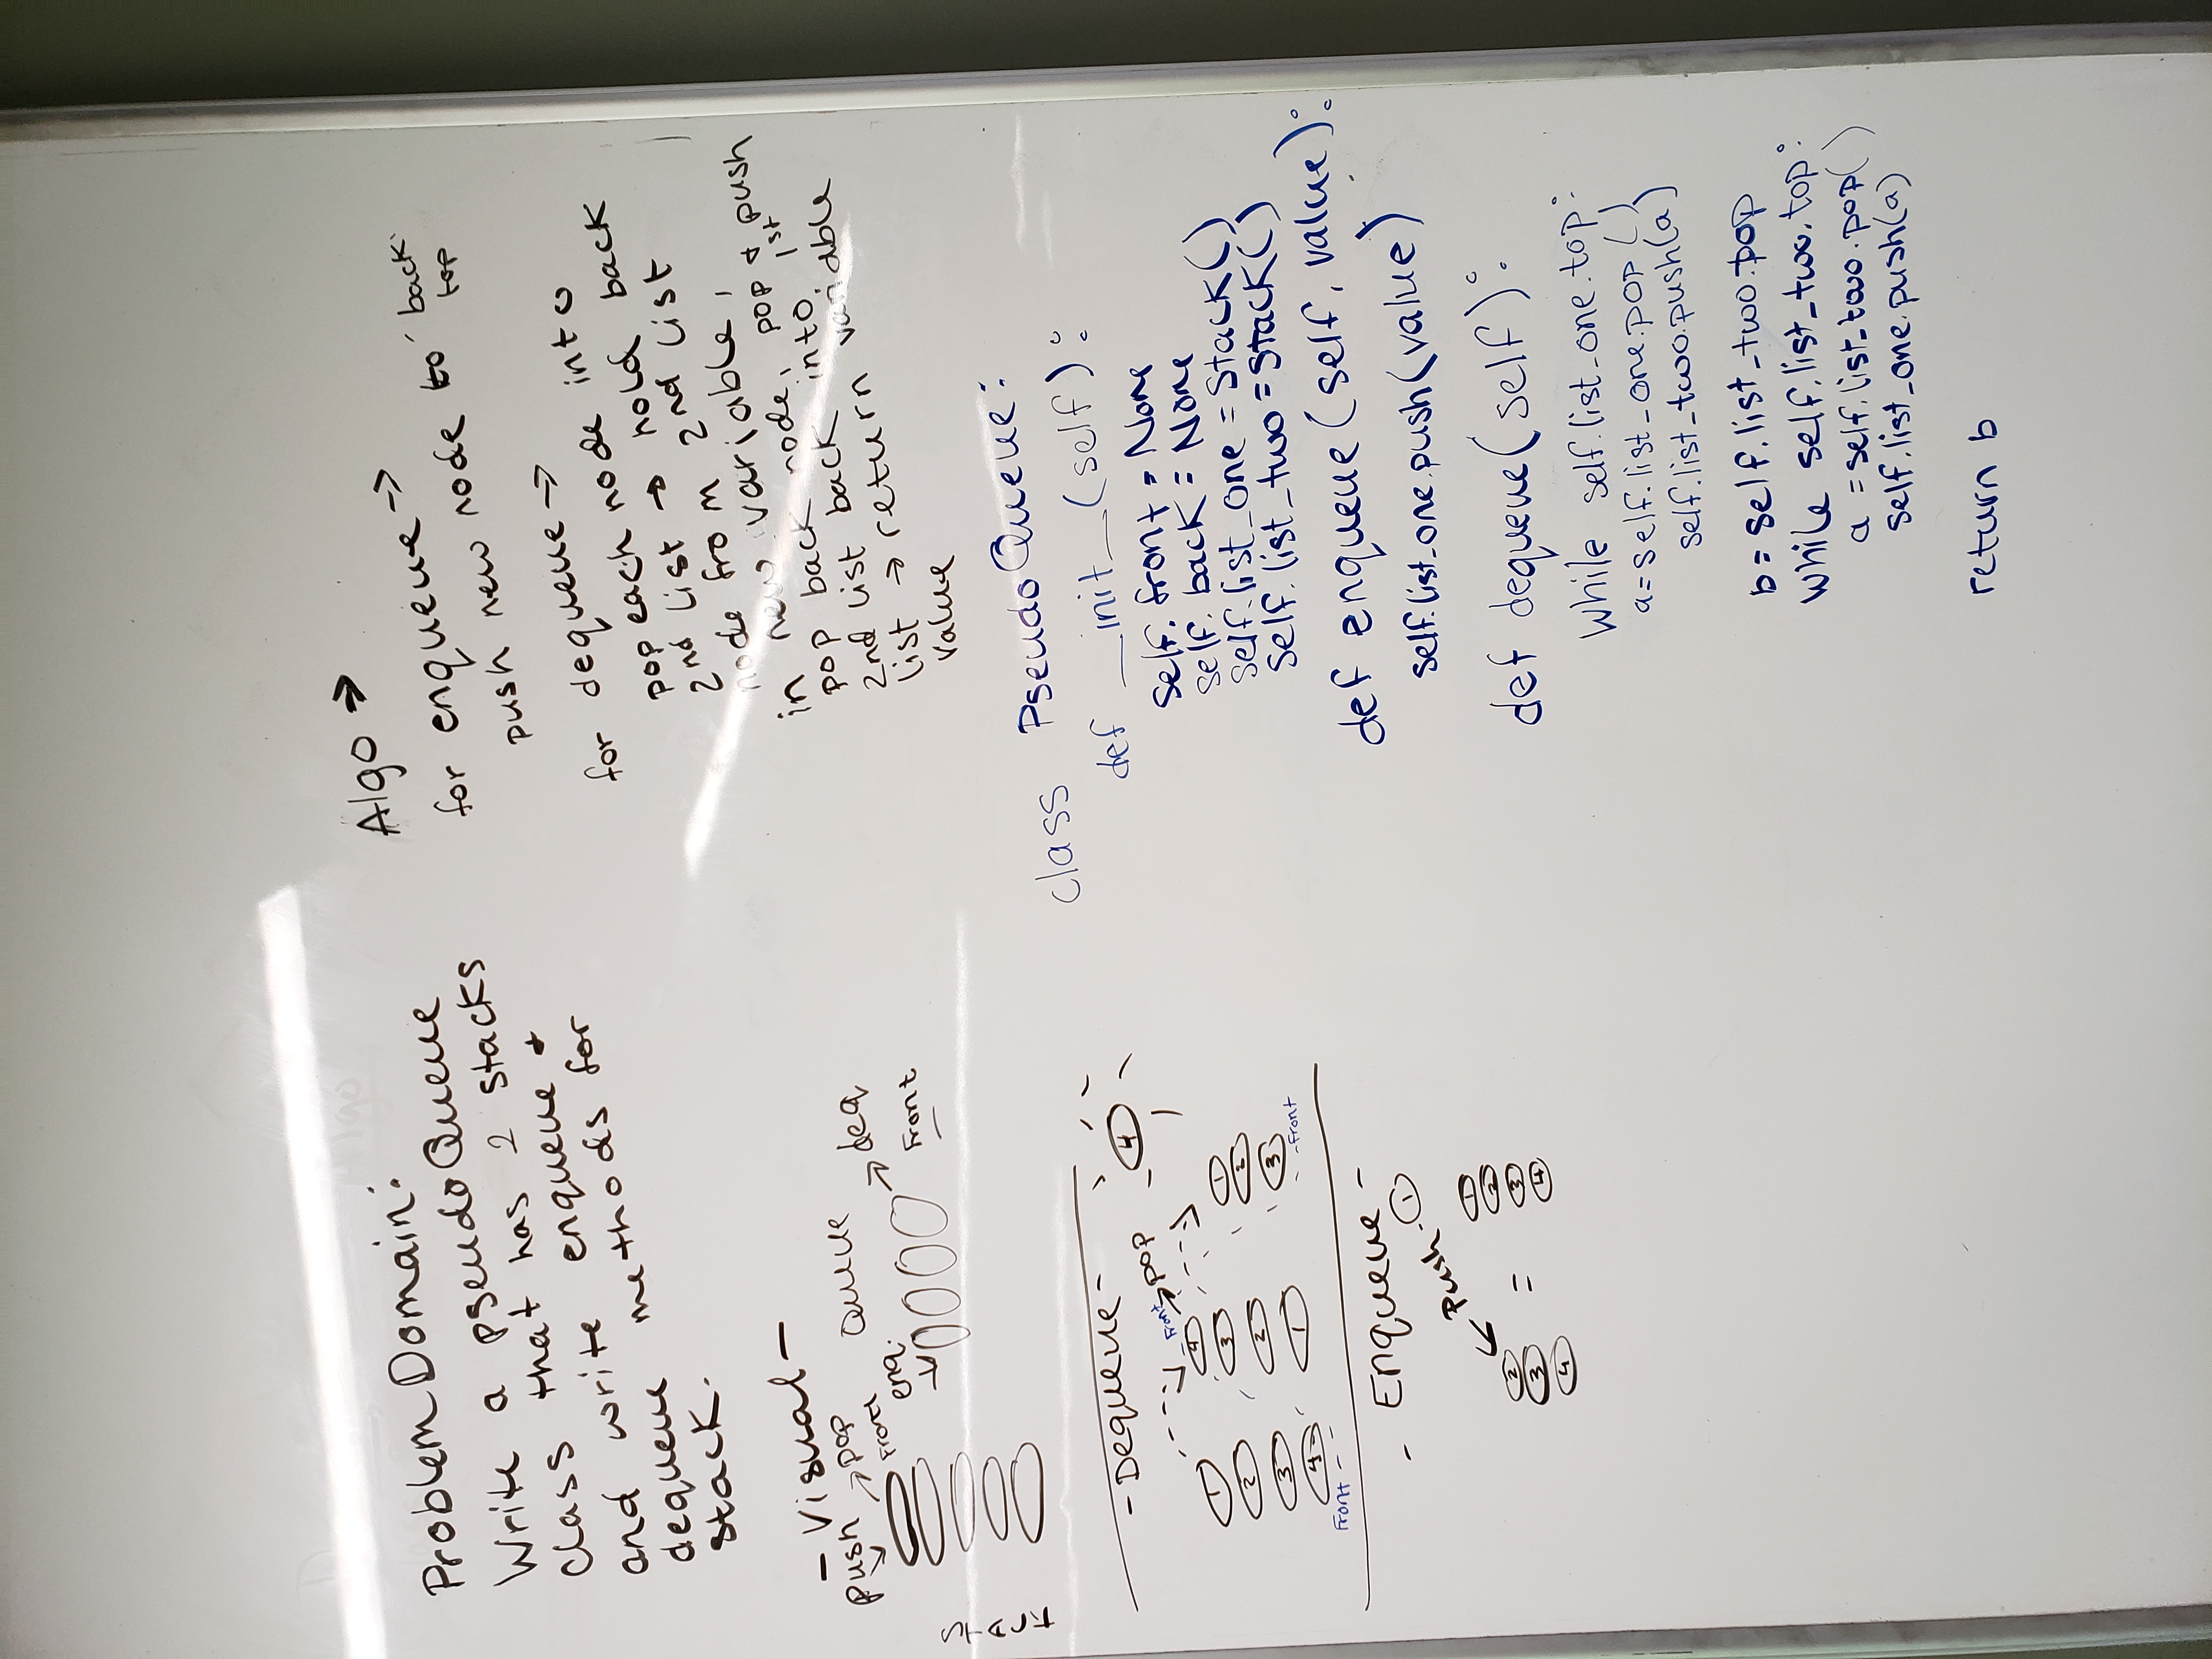 Problem Domain:
Write a pseudoQueue
class that has 2 stacks
and write enqueue +
dequeue methods for
stack.
- Visual -
push pop
Front
Queue
enq.
deq
Front
- Dequeue -
4
Front pop
1
2
3
4
Front
4
3
2
1
1
2
3
Front
- Enqueue -
Push 1
2
3
4
=
1
2
3
4
Algo →
for enqueue →
push new node to back
top
for dequeue →
pop each node into
2nd list → hold back
node from 2nd list
in new variable,
pop back node, pop + push
2nd list back into 1st
list → return variable
value
class PseudoQueue:
def __init__(self):
self.front = None
self.back = None
self.list_one = Stack()
self.list_two = Stack()
def enqueue(self, value):
self.list_one.push(value)
def dequeue(self):
While self.list_one.top:
a=self.list_one.pop()
self.list_two.push(a)
b= self.list_two.pop
while self.list_two.top:
a = self.list_two.pop()
self.list_one.push(a)
return b